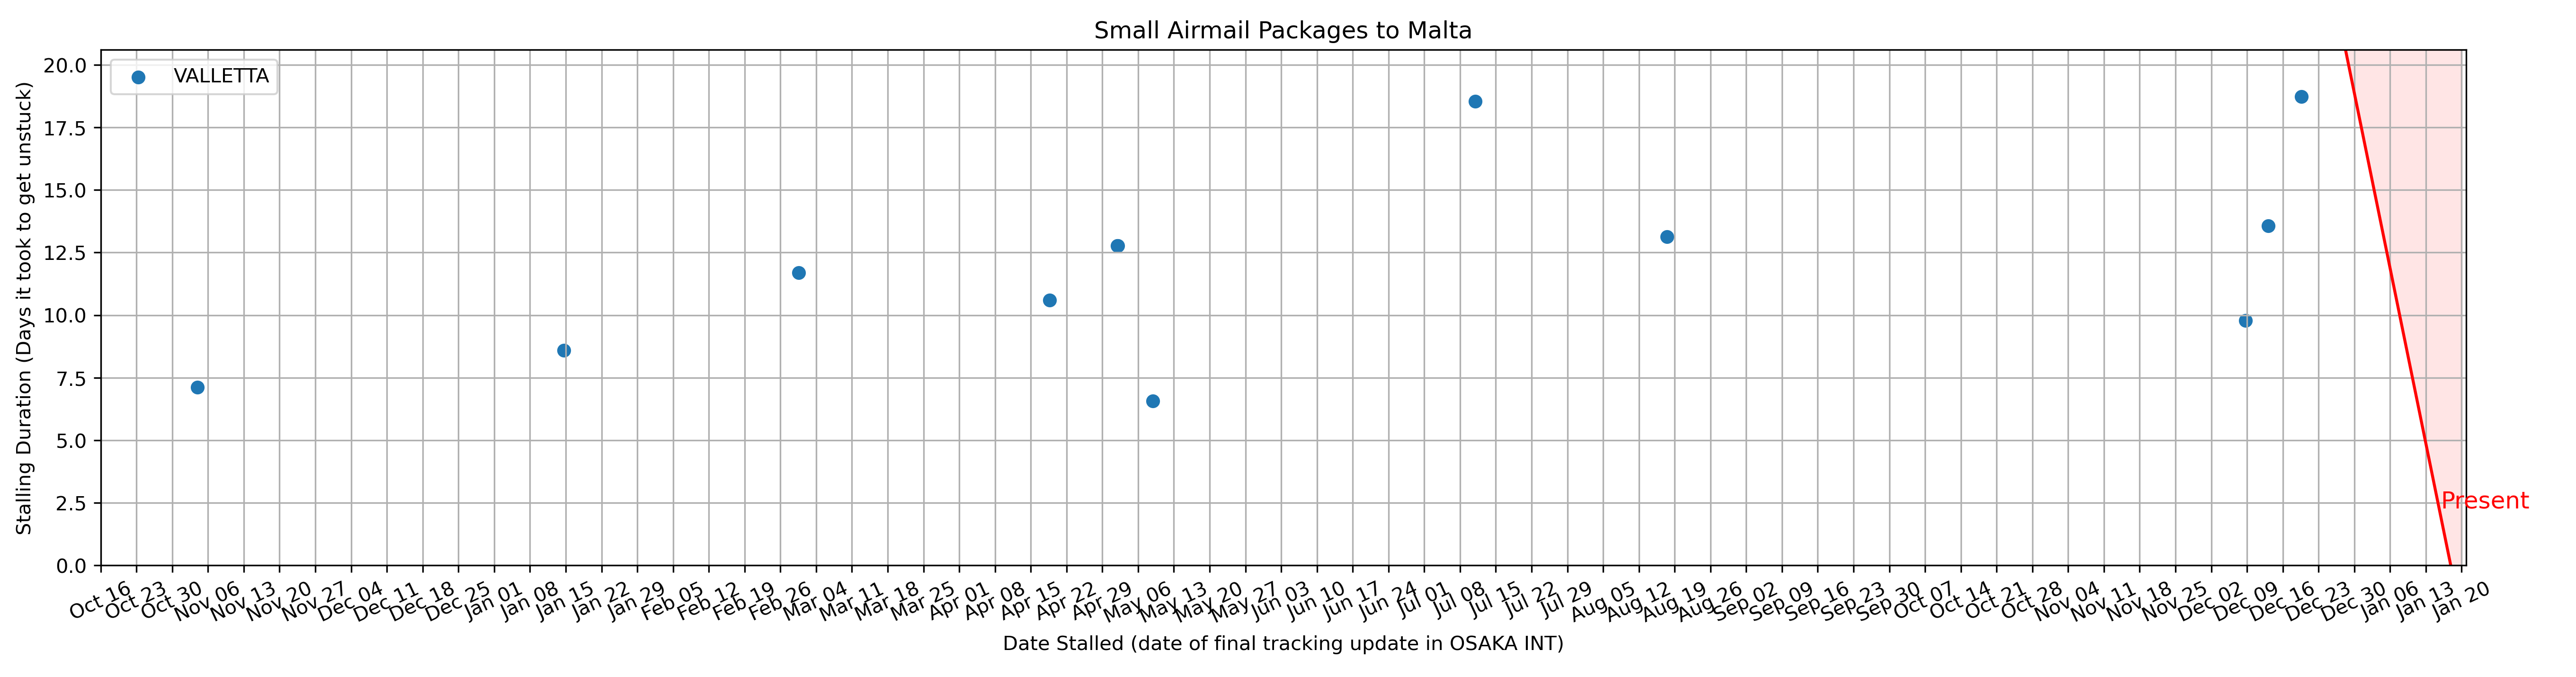 Small Airmail Packages to Malta
VALLETTA
Stalling Duration (Days it took to get unstuck)
20.0
17.5
15.0
12.5
10.0
7.5
5.0
2.5
0.0
Present
Oct 16
Oct 23
Oct 30
Nov 06
Nov 13
Nov 20
Nov 27
Dec 04
Dec 11
Dec 18
Dec 25
Jan 01
Jan 08
Jan 15
Jan 22
Jan 29
Feb 05
Feb 12
Feb 19
Feb 26
Mar 04
Mar 11
Mar 18
Mar 25
Apr 01
Apr 08
Apr 15
Apr 22
Apr 29
May 06
May 13
May 20
May 27
Jun 03
Jun 10
Jun 17
Jun 24
Jul 01
Jul 08
Jul 15
Jul 22
Jul 29
Aug 05
Aug 12
Aug 19
Aug 26
Sep 02
Sep 09
Sep 16
Sep 23
Sep 30
Oct 07
Oct 14
Oct 21
Oct 28
Nov 04
Nov 11
Nov 18
Nov 25
Dec 02
Dec 09
Dec 16
Dec 23
Dec 30
Jan 06
Jan 13
Jan 20
Date Stalled (date of final tracking update in OSAKA INT)